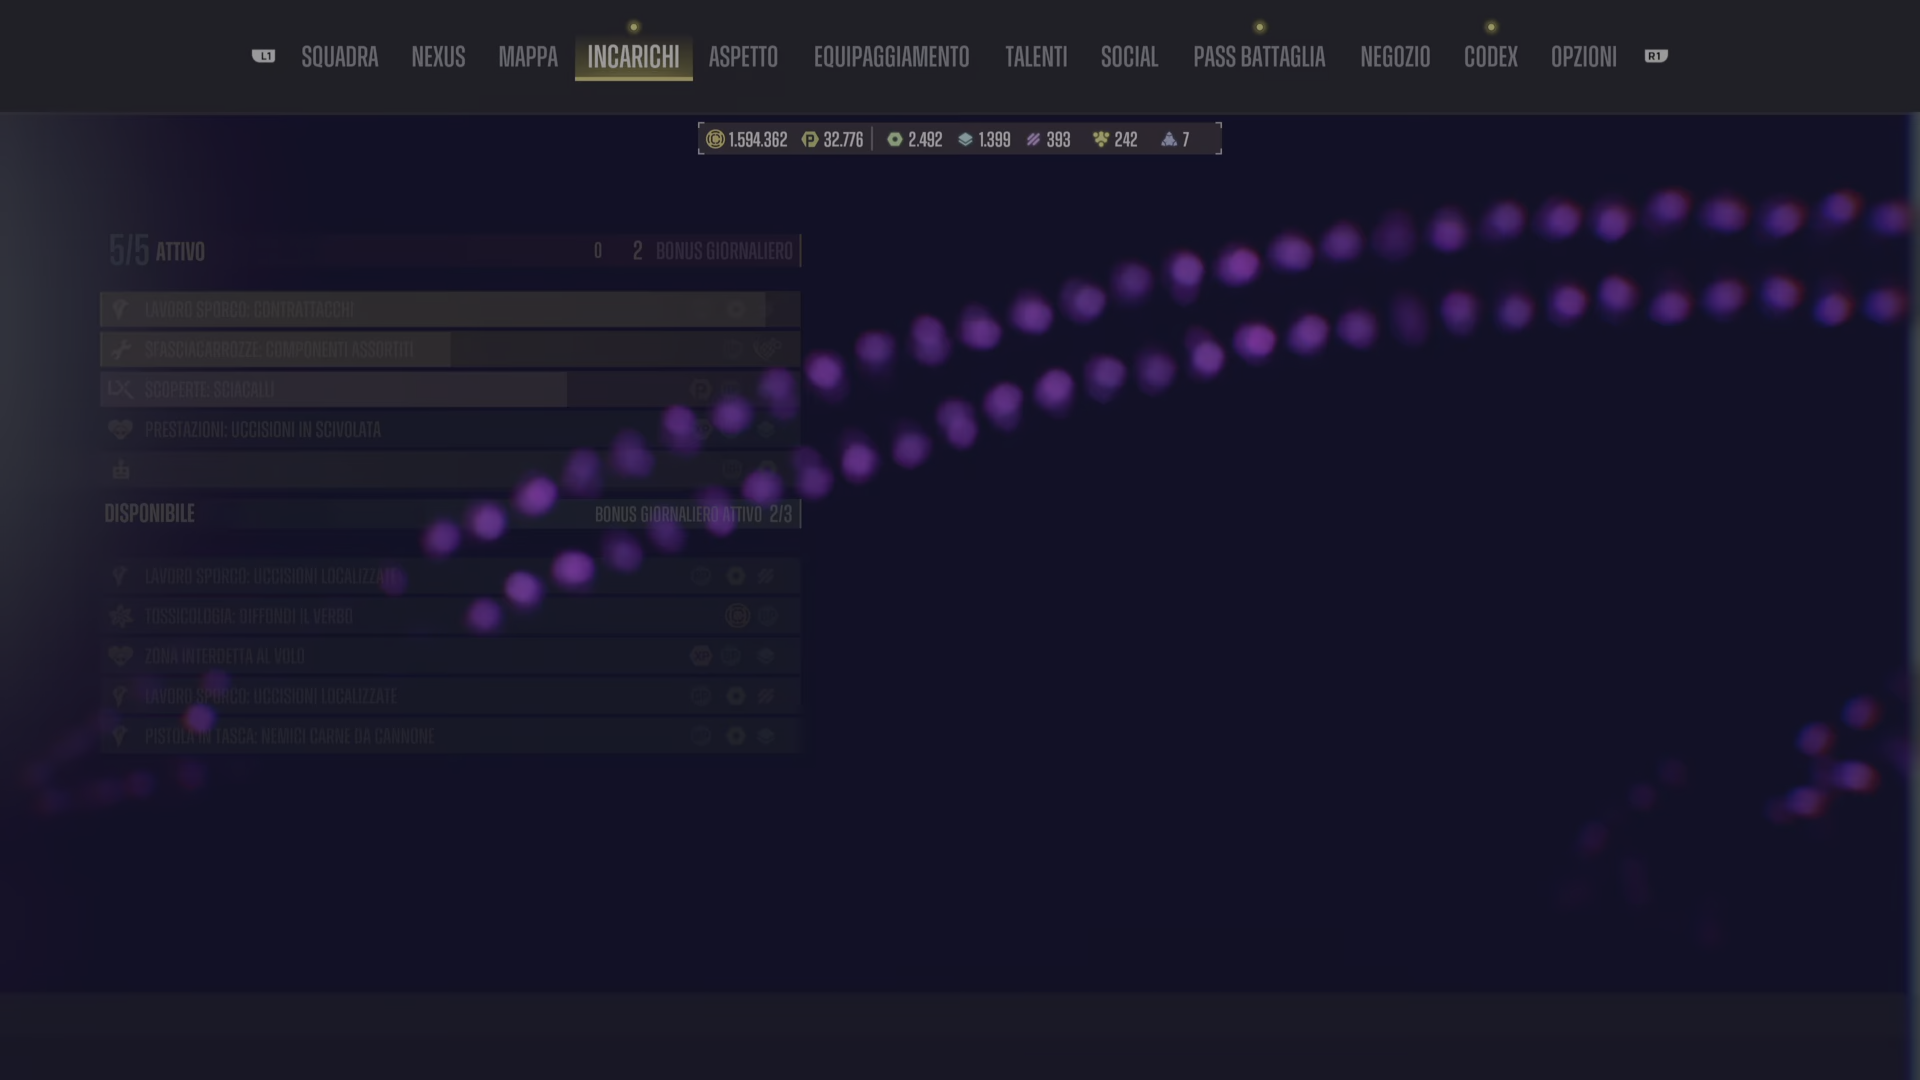 L1 SQUADRA NEXUS MAPPA INCARICHI ASPETTO EQUIPAGGIAMENTO TALENTI SOCIAL PASS BATTAGLIA NEGOZIO CODEX OPZIONI R1
1.594.362 P 32.776 2.492 1.399 393 242 7
5/5 ATTIVO 0 2 BONUS GIORNALIERO
LAVORO SPORCO: CONTRATTACCHI
SFASCIACARROZZE: COMPONENTI ASSORTITI
SCOPERTE: SCIACALLI
PRESTAZIONI: UCCISIONI IN SCIVOLATA
DISPONIBILE BONUS GIORNALIERO ATTIVO 2/3
LAVORO SPORCO: UCCISIONI LOCALIZZATE
TOSSICOLOGIA: DIFFONDI IL VERBO
ZONA INTERDETTA AL VOLO
LAVORO SPORCO: UCCISIONI LOCALIZZATE
PISTOLA IN TASCA: NEMICI CARNE DA CANNONE